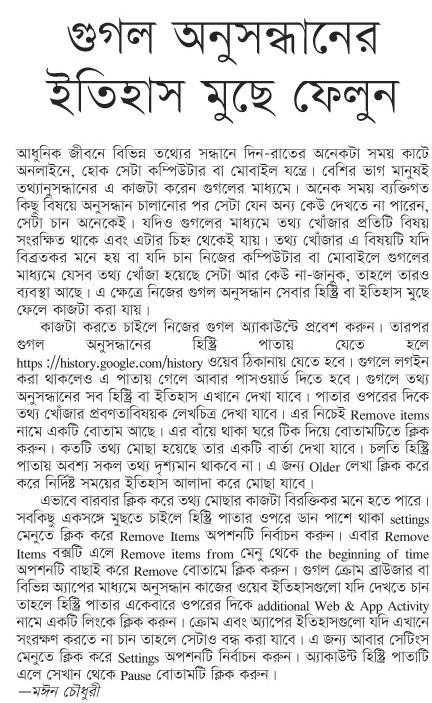 গুগল অনুসন্ধানের
ইতিহাস মুছে ফেলুন
আধুনিক জীবনে বিভিন্ন তথ্যের সন্ধানে দিন-রাতের অনেকটা সময় কাটে
অনলাইনে, হোক সেটা কম্পিউটার বা মোবাইল যন্ত্রে। বেশির ভাগ মানুষই
তথ্যানুসন্ধানের এ কাজটা করেন গুগলের মাধ্যমে। অনেক সময় ব্যক্তিগত
কিছু বিষয়ে অনুসন্ধান চালানোর পর সেটা যেন অন্য কেউ দেখতে না পারেন,
সেটা চান অনেকেই। যদিও গুগলের মাধ্যমে তথ্য খোঁজার প্রতিটি বিষয়
সংরক্ষিত থাকে এবং এটার চিহ্ন থেকেই যায়। তথ্য খোঁজার এ বিষয়টি যদি
বিব্রতকর মনে হয় বা যদি চান নিজের কম্পিউটার বা মোবাইলে গুগলের
মাধ্যমে যেসব তথ্য খোঁজা হয়েছে সেটা আর কেউ না-জানুক, তাহলে তারও
ব্যবস্থা আছে। এ ক্ষেত্রে নিজের গুগল অনুসন্ধান সেবার হিস্ট্রি বা ইতিহাস মুছে
ফেলে কাজটা করা যায়।
কাজটা করতে চাইলে নিজের গুগল অ্যাকাউন্টে প্রবেশ করুন। তারপর
গুগল অনুসন্ধানের হিস্ট্রি পাতায় যেতে হলে
https ://history.google.com/history ওয়েব ঠিকানায় যেতে হবে। গুগলে লগইন
করা থাকলেও এ পাতায় গেলে আবার পাসওয়ার্ড দিতে হবে। গুগলে তথ্য
অনুসন্ধানের সব হিস্ট্রি বা ইতিহাস এখানে দেখা যাবে। পাতার ওপরের দিকে
তথ্য খোঁজার প্রবণতাবিষয়ক লেখচিত্র দেখা যাবে। এর নিচেই Remove items
নামে একটি বোতাম আছে। এর বাঁয়ে থাকা ঘরে টিক দিয়ে বোতামটিতে ক্লিক
করুন। কতটি তথ্য মোছা হয়েছে তার একটি বার্তা দেখা যাবে। চলতি হিস্ট্রি
পাতায় অবশ্য সকল তথ্য দৃশ্যমান থাকবে না। এ জন্য Older লেখা ক্লিক করে
করে নির্দিষ্ট সময়ের ইতিহাস আলাদা করে মোছা যাবে।
এভাবে বারবার ক্লিক করে তথ্য মোছার কাজটা বিরক্তিকর মনে হতে পারে।
সবকিছু একসঙ্গে মুছতে চাইলে হিস্ট্রি পাতার ওপরে ডান পাশে থাকা settings
মেনুতে ক্লিক করে Remove Items অপশনটি নির্বাচন করুন। এবার Remove
Items বক্সটি এলে Remove items from মেনু থেকে the beginning of time
অপশনটি বাছাই করে Remove বোতামে ক্লিক করুন। গুগল ক্রোম ব্রাউজার বা
বিভিন্ন অ্যাপের মাধ্যমে অনুসন্ধান কাজের ওয়েব ইতিহাসগুলো যদি দেখতে চান
তাহলে হিস্ট্রি পাতার একেবারে ওপরের দিকে additional Web & App Activity
নামে একটি লিংকে ক্লিক করুন। ক্রোম এবং অ্যাপের ইতিহাসগুলো যদি এখানে
সংরক্ষণ করতে না চান তাহলে সেটাও বন্ধ করা যাবে। এ জন্য আবার সেটিংস
মেনুতে ক্লিক করে Settings অপশনটি নির্বাচন করুন। অ্যাকাউন্ট হিস্ট্রি পাতাটি
এলে সেখান থেকে Pause বোতামটি ক্লিক করুন।
—মঈন চৌধুরী